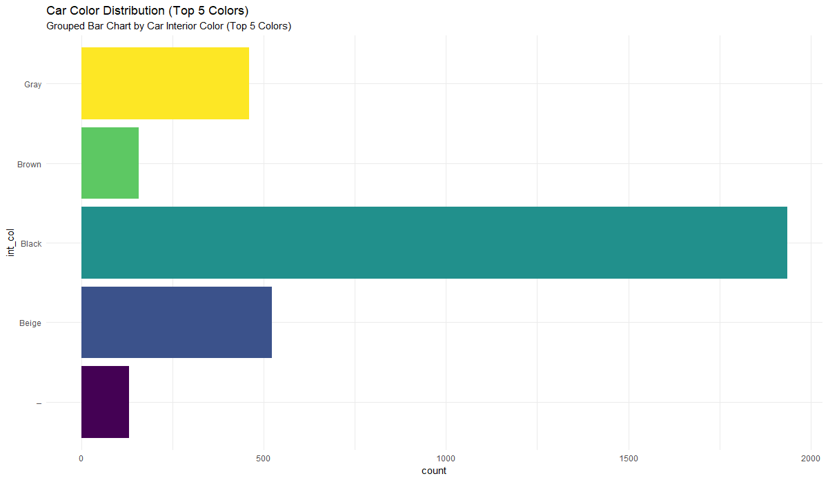 Car Color Distribution (Top 5 Colors)
Grouped Bar Chart by Car Interior Color (Top 5 Colors)
int_col
Gray
Brown
Black
Beige
–
0 500 1000 1500 2000
count